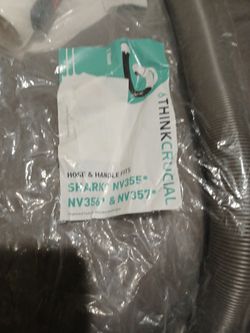 THINKCRUCIAL
HOSE & HANDLE FITS
SHARK® NV355*
NV356* & NV357*